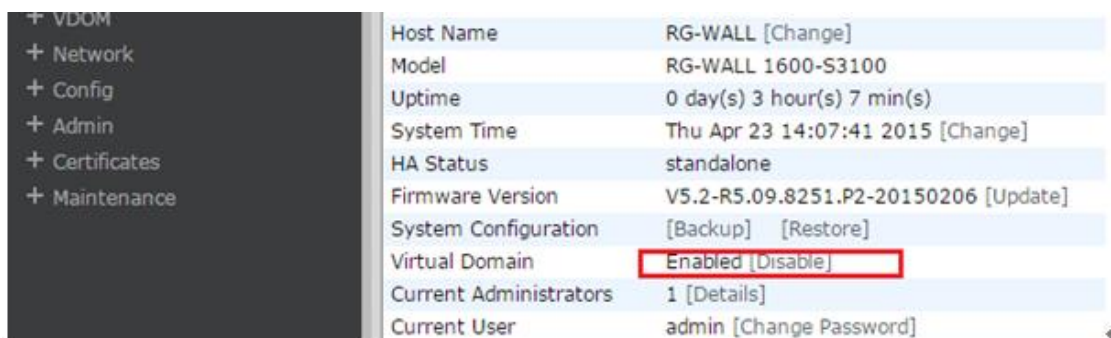 + VDOM
+ Network
+ Config
+ Admin
+ Certificates
+ Maintenance
Host Name RG-WALL [Change]
Model RG-WALL 1600-S3100
Uptime 0 day(s) 3 hour(s) 7 min(s)
System Time Thu Apr 23 14:07:41 2015 [Change]
HA Status standalone
Firmware Version V5.2-R5.09.8251.P2-20150206 [Update]
System Configuration [Backup] [Restore]
Virtual Domain Enabled [Disable]
Current Administrators 1 [Details]
Current User admin [Change Password]